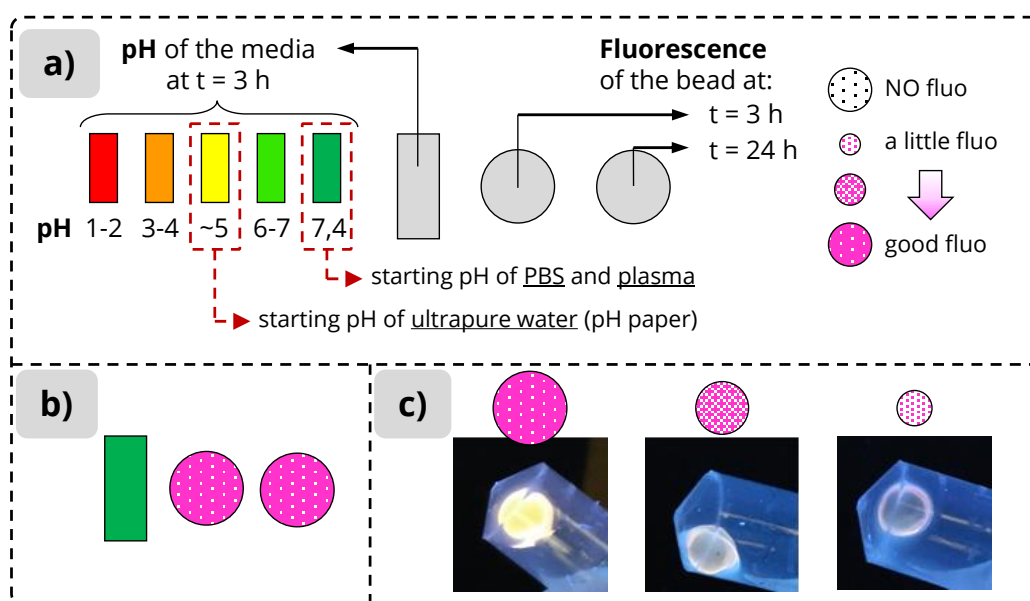 a)
pH of the media
at t = 3 h
Fluorescence
of the bead at:
t = 3 h
t = 24 h
NO fluo
a little fluo
good fluo
pH 1-2 3-4 ~5 6-7 7,4
starting pH of PBS and plasma
starting pH of ultrapure water (pH paper)
b)
c)